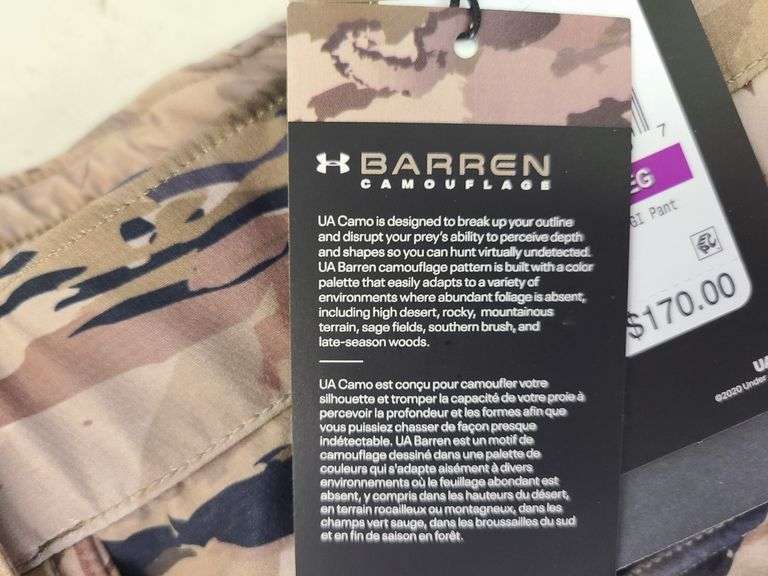 BARREN
CAMOUFLAGE
UA Camo is designed to break up your outline
and disrupt your prey's ability to perceive depth
and shapes so you can hunt virtually undetected.
UA Barren camouflage pattern is built with a color
palette that easily adapts to a variety of
environments where abundant foliage is absent,
including high desert, rocky, mountainous
terrain, sage fields, southern brush, and
late-season woods.
UA Camo est conçu pour camoufler votre
silhouette et tromper la capacité de votre proie à
percevoir la profondeur et les formes afin que
vous puissiez chasser de façon presque
indétectable. UA Barren est un motif de
camouflage dessiné dans une palette de
couleurs qui s'adapte aisément à divers
environnements où le feuillage abondant est
absent, y compris dans les hauteurs du désert,
en terrain rocailleux ou montagneux, dans les
champs vert sauge, dans les broussailles du sud
et en fin de saison en forêt.
7
EG
GI Pant
$170.00
UA
©2020 Under